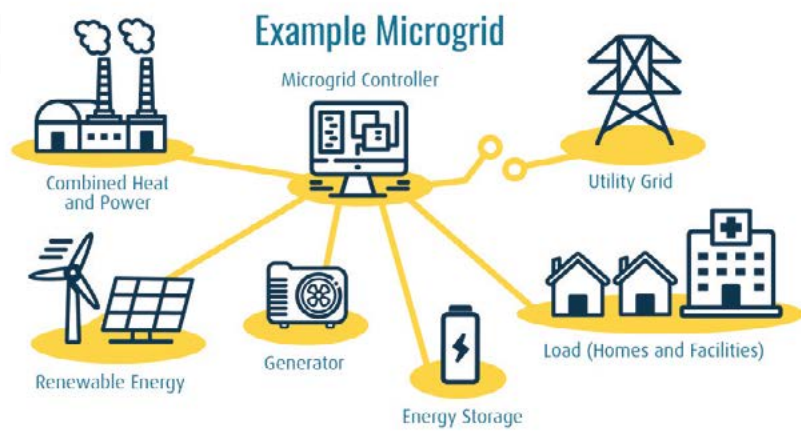 Example Microgrid
Microgrid Controller
Combined Heat
and Power
Utility Grid
Renewable Energy
Generator
Energy Storage
Load (Homes and Facilities)